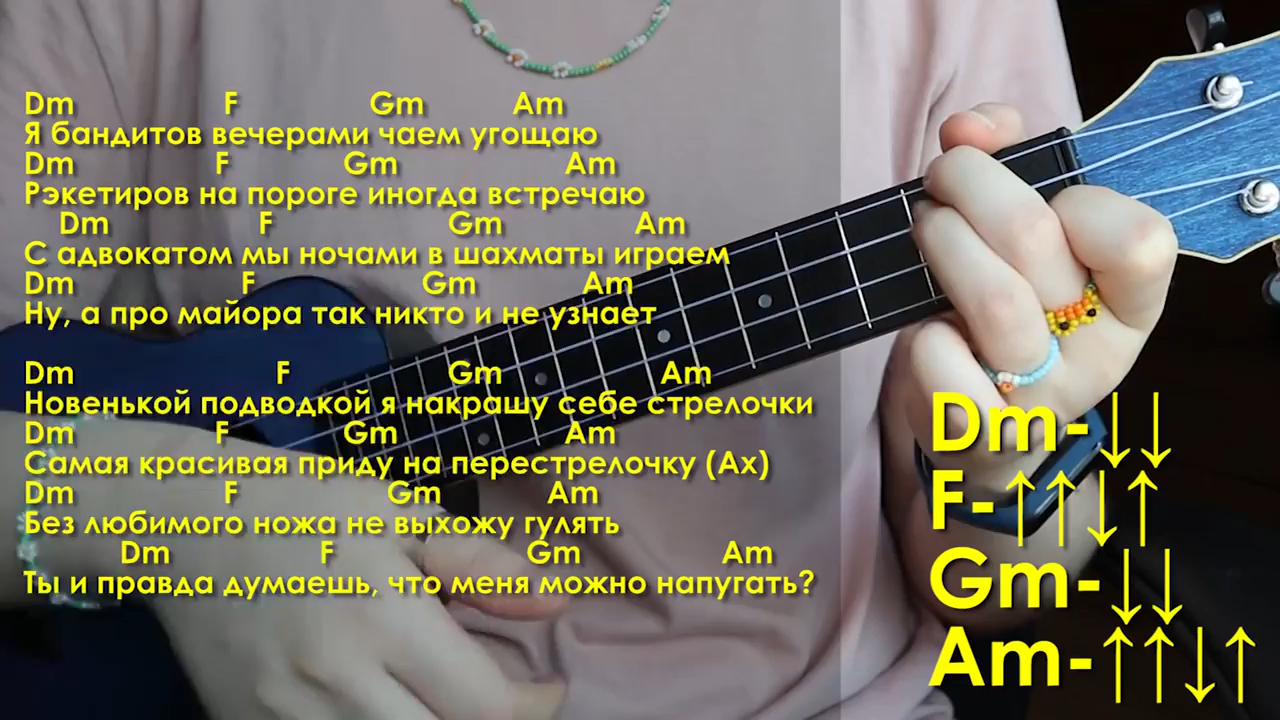 Dm F Gm Am
Я бандитов вечерами чаем угощаю
Dm F Gm Am
Рэкетиров на пороге иногда встречаю
Dm F Gm Am
С адвокатом мы ночами в шахматы играем
Dm F Gm Am
Ну, а про майора так никто и не узнает
Dm F Gm Am
Новенькой подводкой я накрашу себе стрелочки
Dm F Gm Am
Самая красивая приду на перестрелочку (Ах)
Dm F Gm Am
Без любимого ножа не выхожу гулять
Dm F Gm Am
Ты и правда думаешь, что меня можно напугать?
Dm-↓↓
F-↑↑↓↑
Gm-↓↓
Am-↑↑↓↑